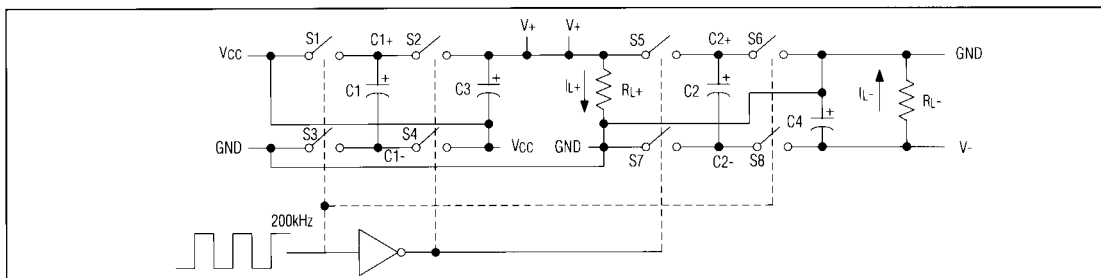 V+ V+
S1 C1+ S2 S5 C2+ S6
VCC GND
C1 + C3 + IL+ RL+ C2 + IL- RL-
C4 +
S3 S4
GND C1- VCC GND S7 C2- S8 V-
200kHz